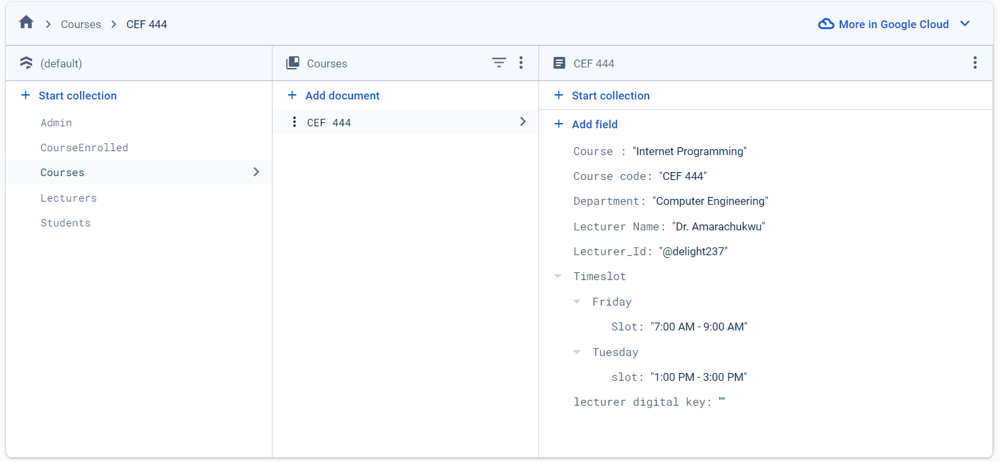 Courses > CEF 444
More in Google Cloud
(default)
Start collection
Admin
CourseEnrolled
Courses
Lecturers
Students
Courses
Add document
CEF 444
CEF 444
Start collection
Add field
Course : "Internet Programming"
Course code: "CEF 444"
Department: "Computer Engineering"
Lecturer Name: "Dr. Amarachukwu"
Lecturer_Id: "@delight237"
Timeslot
Friday
Slot: "7:00 AM - 9:00 AM"
Tuesday
slot: "1:00 PM - 3:00 PM"
lecturer digital key: ""